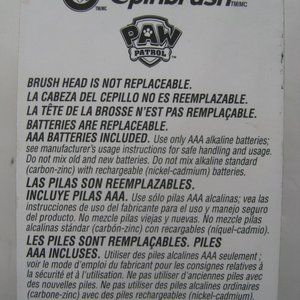 Spinbrush TM/MC
TM/MC
PAW
PATROL
BRUSH HEAD IS NOT REPLACEABLE.
LA CABEZA DEL CEPILLO NO ES REEMPLAZABLE.
LA TÊTE DE LA BROSSE N'EST PAS REMPLAÇABLE.
BATTERIES ARE REPLACEABLE.
AAA BATTERIES INCLUDED. Use only AAA alkaline batteries;
see manufacturer's usage instructions for safe handling and usage.
Do not mix old and new batteries. Do not mix alkaline standard
(carbon-zinc) with rechargeable (nickel-cadmium) batteries.
LAS PILAS SON REEMPLAZABLES.
INCLUYE PILAS AAA. Use sólo pilas AAA alcalinas; vea las
instrucciones de uso del fabricante para el uso y manejo seguro
del producto. No mezcle pilas viejas y nuevas. No mezcle pilas
alcalinas stándar (carbón-zinc) con recargables (níquel-cadmio).
LES PILES SONT REMPLAÇABLES. PILES
AAA INCLUSES. Utiliser des piles alcalines AAA seulement ;
voir le mode d'emploi du fabricant pour les consignes relatives à
la sécurité et à l'utilisation. Ne pas utiliser d'anciennes piles avec
des nouvelles piles. Ne pas utiliser des piles alcalines ordinaires
(carbone-zinc) avec des piles rechargeables (nickel-cadmium).